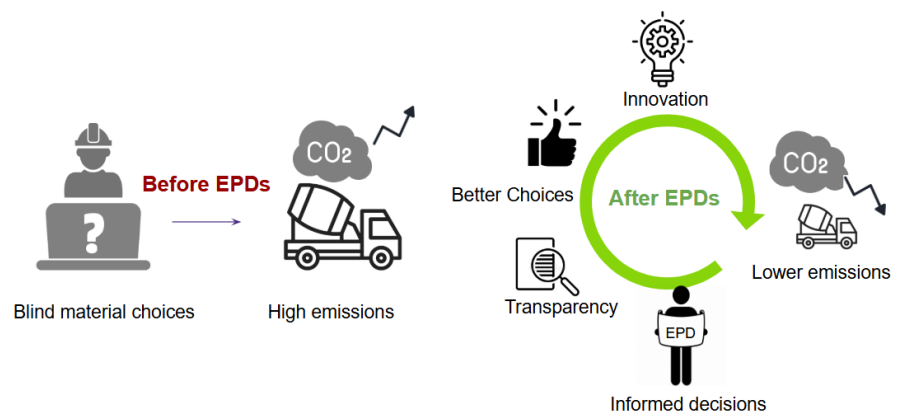 Before EPDs
CO2
?
Blind material choices
High emissions
After EPDs
Innovation
Better Choices
Transparency
EPD
Informed decisions
CO2
Lower emissions